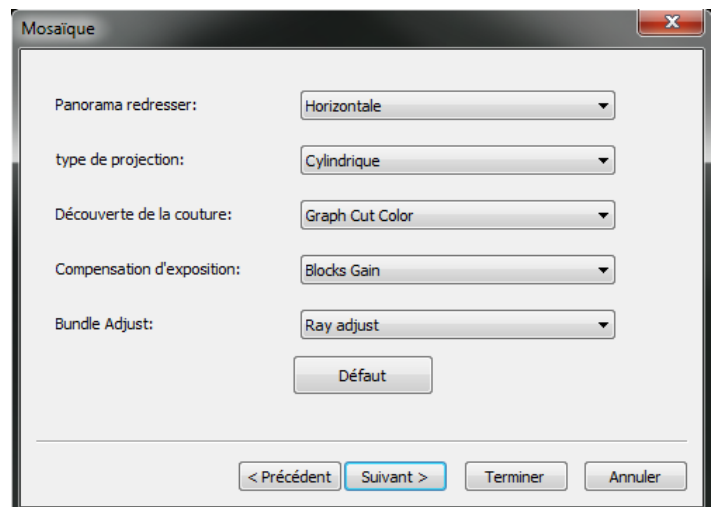 Mosaïque
Panorama redresser: Horizontale
type de projection: Cylindrique
Découverte de la couture: Graph Cut Color
Compensation d'exposition: Blocks Gain
Bundle Adjust: Ray adjust
Défaut
< Précédent Suivant > Terminer Annuler